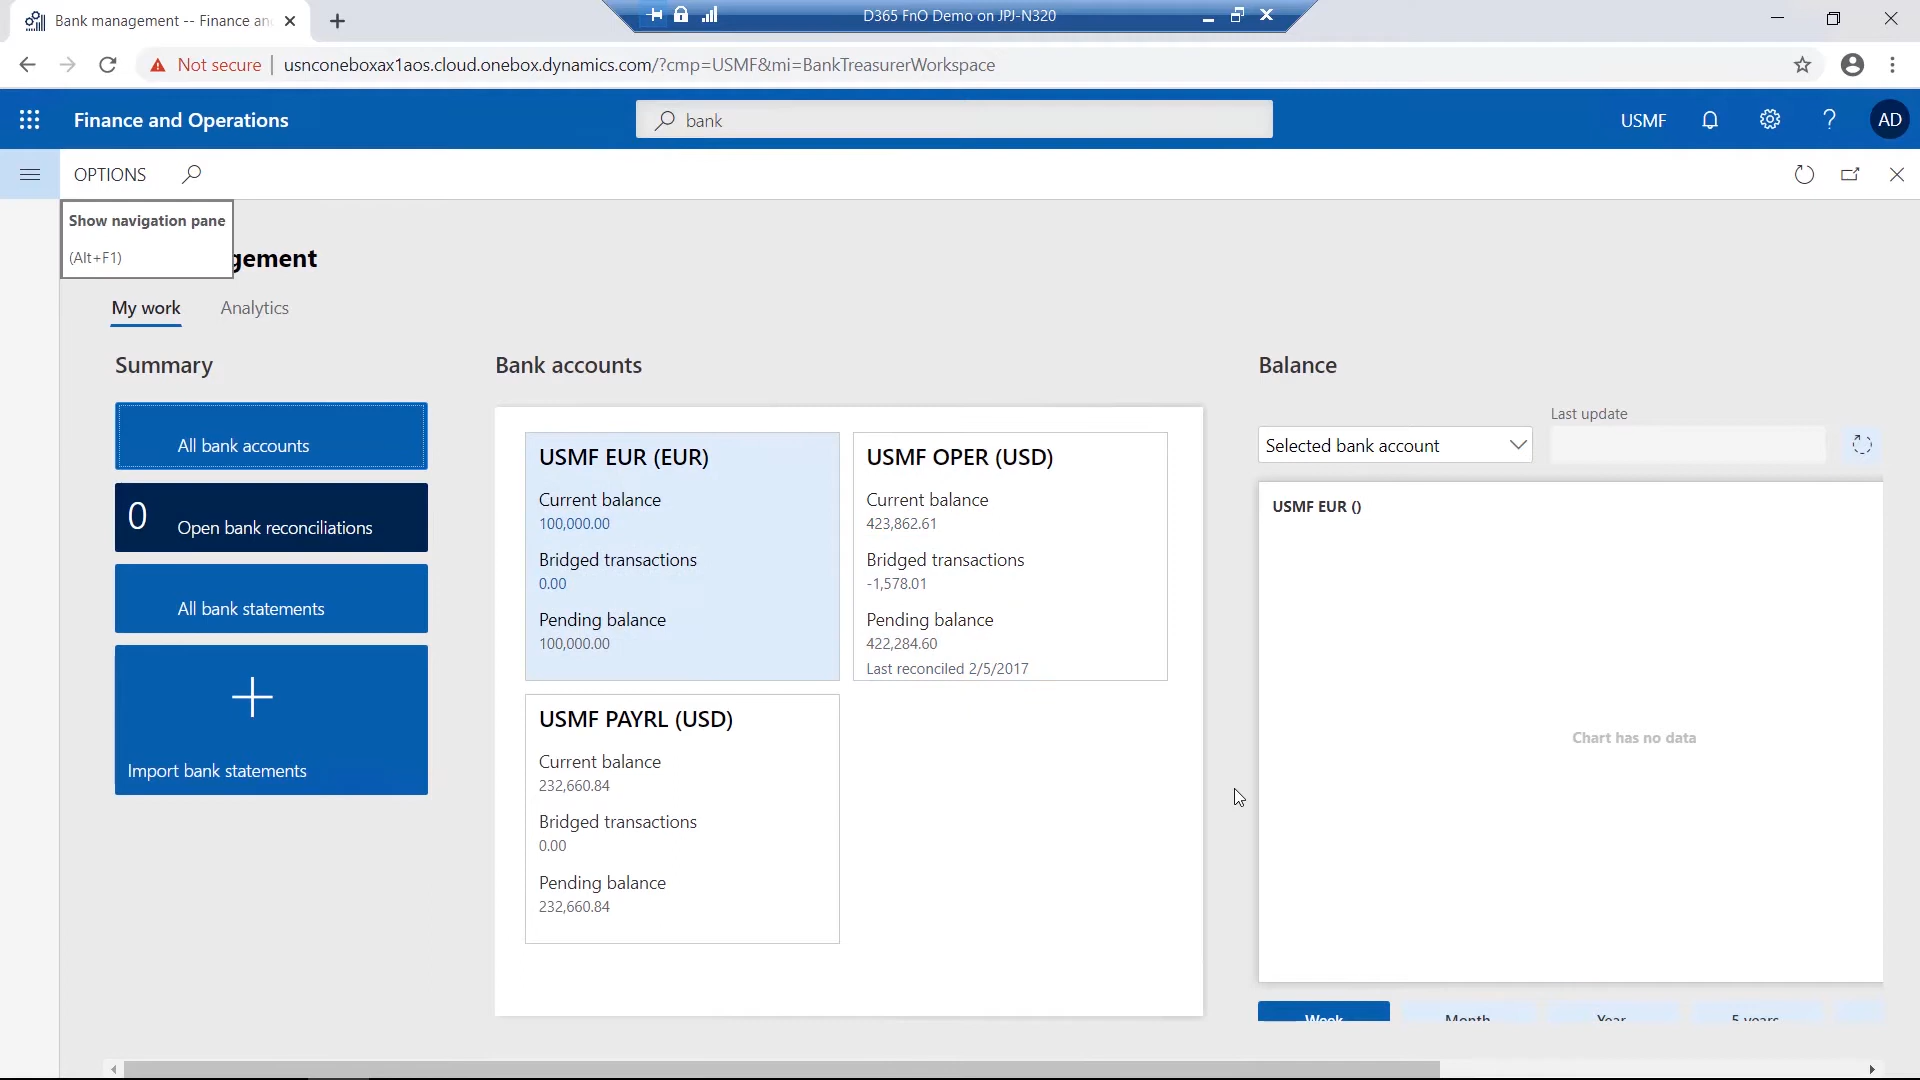 Bank management -- Finance an
D365 FnO Demo on JPJ-N320
Not secure
usnconeboxax1aos.cloud.onebox.dynamics.com/?cmp=USMF&mi=BankTreasurerWorkspace
Finance and Operations
bank
USMF
?
AD
OPTIONS
Show navigation pane
(Alt+F1)
gement
My work
Analytics
Summary
All bank accounts
0
Open bank reconciliations
All bank statements
Import bank statements
Bank accounts
USMF EUR (EUR)
Current balance
100,000.00
Bridged transactions
0.00
Pending balance
100,000.00
USMF OPER (USD)
Current balance
423,862.61
Bridged transactions
-1,578.01
Pending balance
422,284.60
Last reconciled 2/5/2017
USMF PAYRL (USD)
Current balance
232,660.84
Bridged transactions
0.00
Pending balance
232,660.84
Balance
Last update
Selected bank account
USMF EUR ()
Chart has no data
Week
Month
Year
5 years